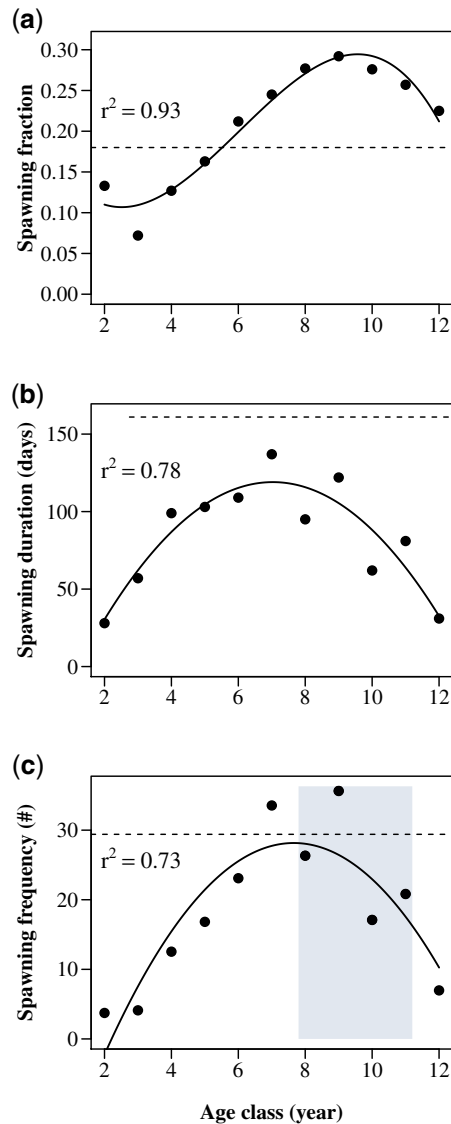 (a)
Spawning fraction
0.30
0.25
0.20
0.15
0.10
0.05
0.00
r² = 0.93
2 4 6 8 10 12
(b)
Spawning duration (days)
150
100
50
0
r² = 0.78
2 4 6 8 10 12
(c)
Spawning frequency (#)
30
20
10
0
r² = 0.73
2 4 6 8 10 12
Age class (year)